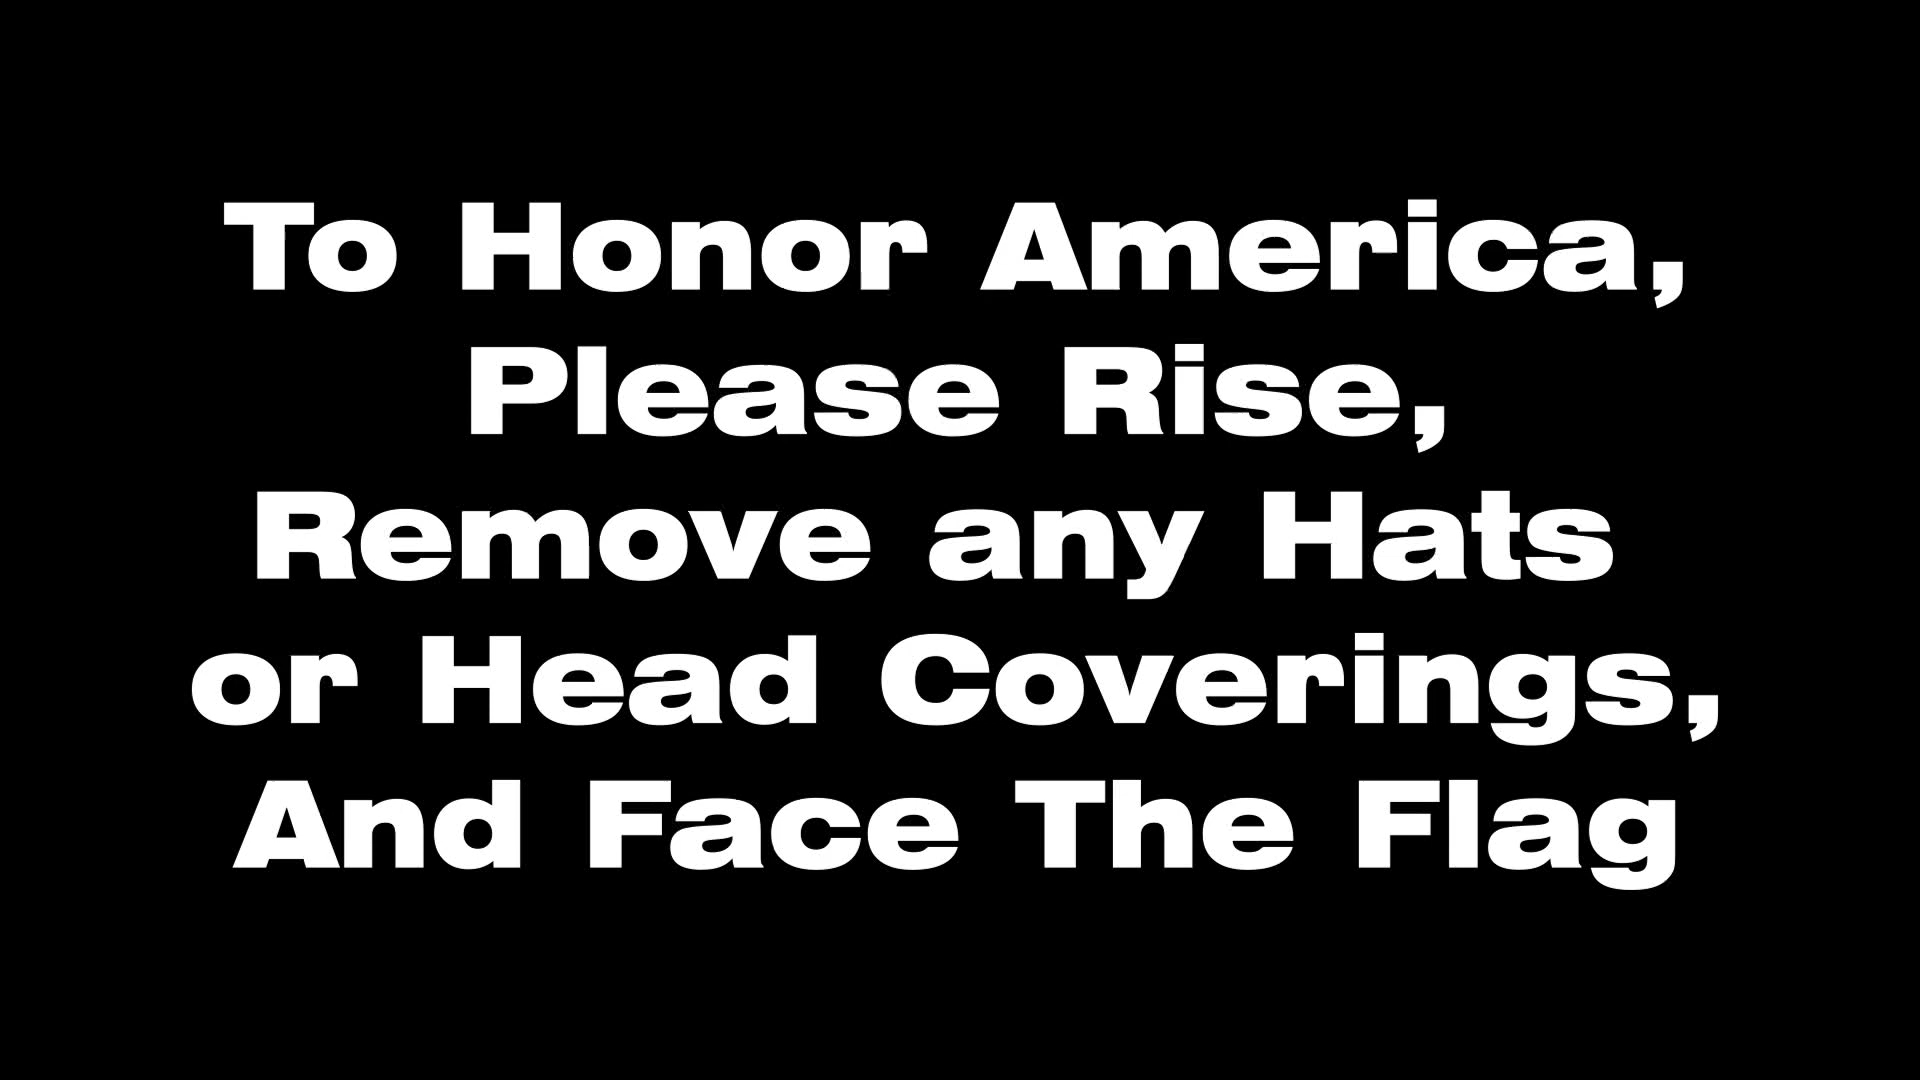 To Honor America,
Please Rise,
Remove any Hats
or Head Coverings,
And Face The Flag